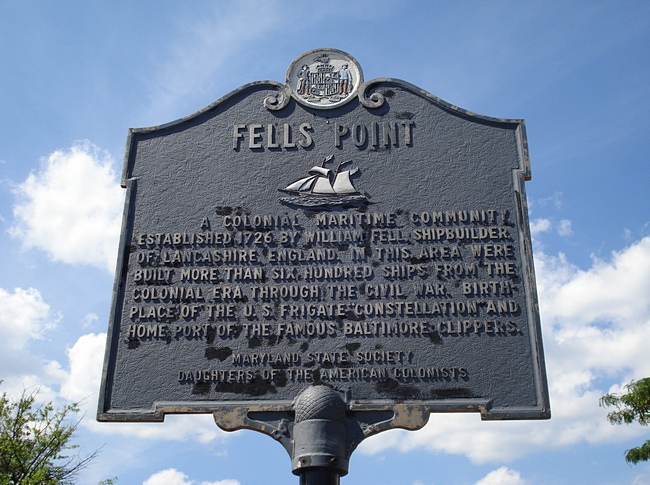 FELLS POINT
A COLONIAL MARITIME COMMUNITY
ESTABLISHED 1726 BY WILLIAM FELL, SHIPBUILDER
OF LANCASHIRE, ENGLAND. IN THIS AREA WERE
BUILT MORE THAN SIX HUNDRED SHIPS FROM THE
COLONIAL ERA THROUGH THE CIVIL WAR. BIRTH-
PLACE OF THE U.S. FRIGATE CONSTELLATION AND
HOME PORT OF THE FAMOUS BALTIMORE CLIPPERS.
MARYLAND STATE SOCIETY
DAUGHTERS OF THE AMERICAN COLONISTS